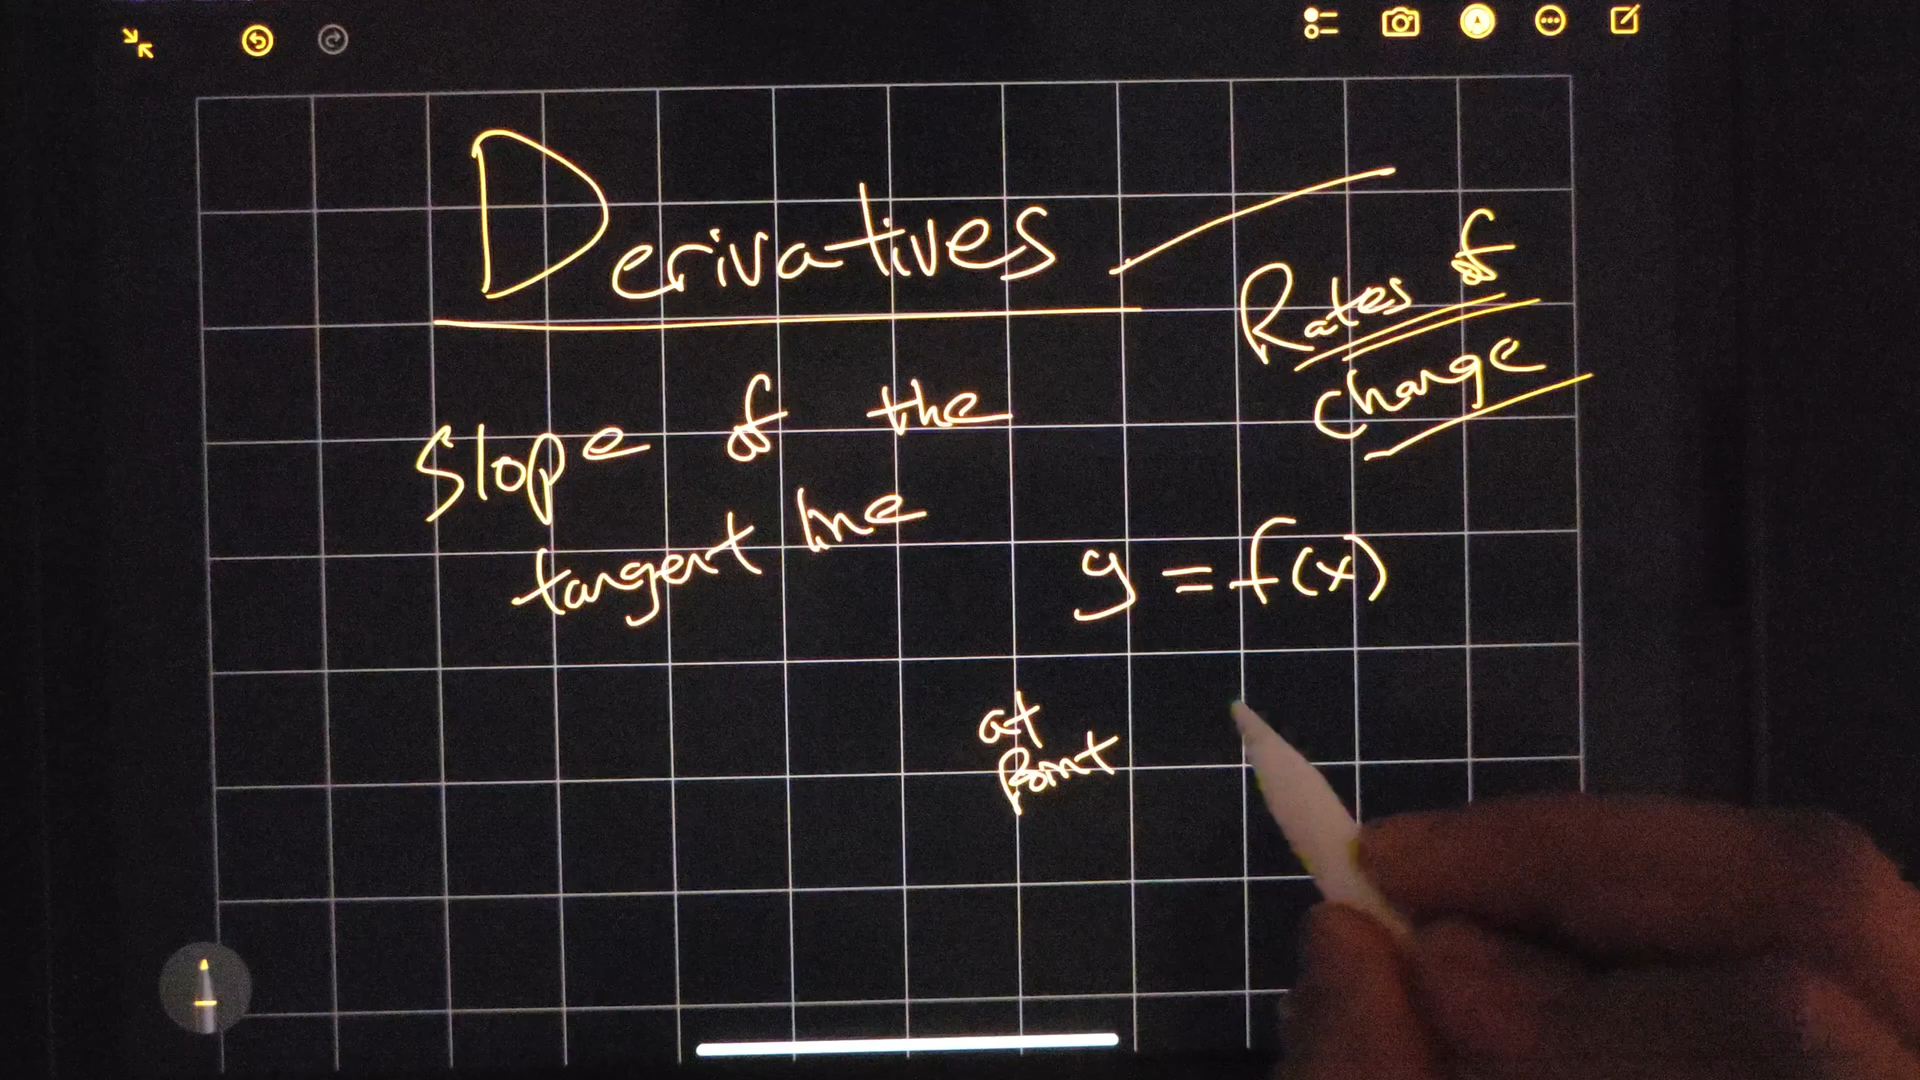 Derivatives
Rates of
change
Slope of the
tangent line
y = f(x)
at
point